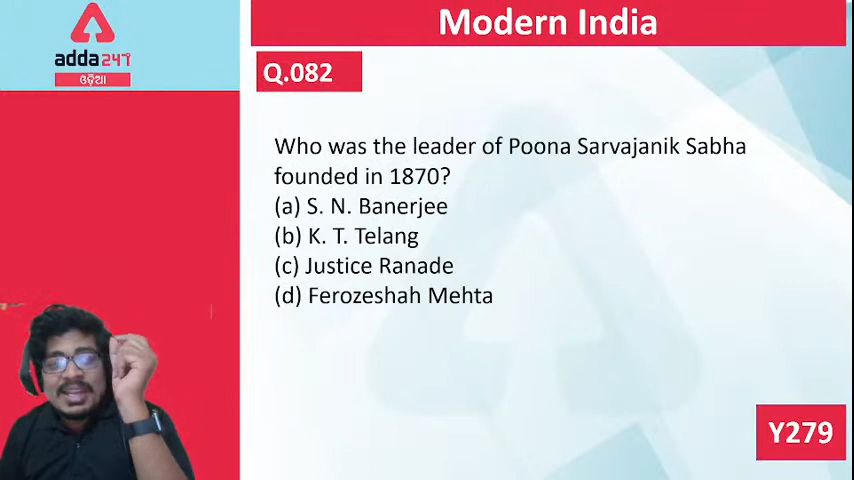 adda247
ଓଡ଼ିଆ
Modern India
Q.082
Who was the leader of Poona Sarvajanik Sabha
founded in 1870?
(a) S. N. Banerjee
(b) K. T. Telang
(c) Justice Ranade
(d) Ferozeshah Mehta
Y279